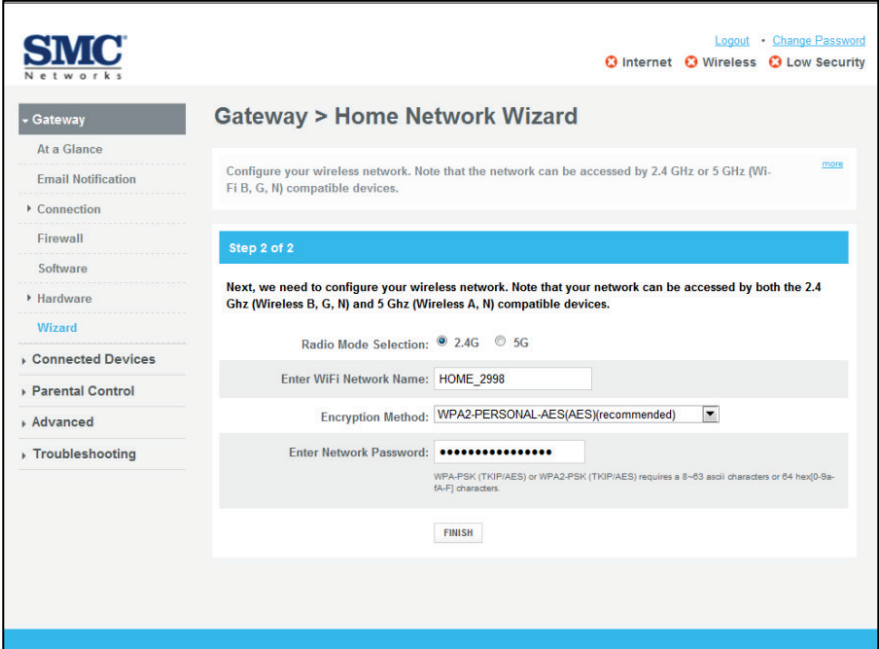 SMC
Networks
Logout • Change Password
Internet Wireless Low Security
Gateway
At a Glance
Email Notification
Connection
Firewall
Software
Hardware
Wizard
Connected Devices
Parental Control
Advanced
Troubleshooting
Gateway > Home Network Wizard
Configure your wireless network. Note that the network can be accessed by 2.4 GHz or 5 GHz (Wi-
Fi B, G, N) compatible devices.
more
Step 2 of 2
Next, we need to configure your wireless network. Note that your network can be accessed by both the 2.4
Ghz (Wireless B, G, N) and 5 Ghz (Wireless A, N) compatible devices.
Radio Mode Selection: 2.4G 5G
Enter WiFi Network Name: HOME_2998
Encryption Method: WPA2-PERSONAL-AES(AES)(recommended)
Enter Network Password: ••••••••••••••••
WPA-PSK (TKIP/AES) or WPA2-PSK (TKIP/AES) requires a 8~63 ascii characters or 64 hex[0-9a-
fA-F] characters.
FINISH